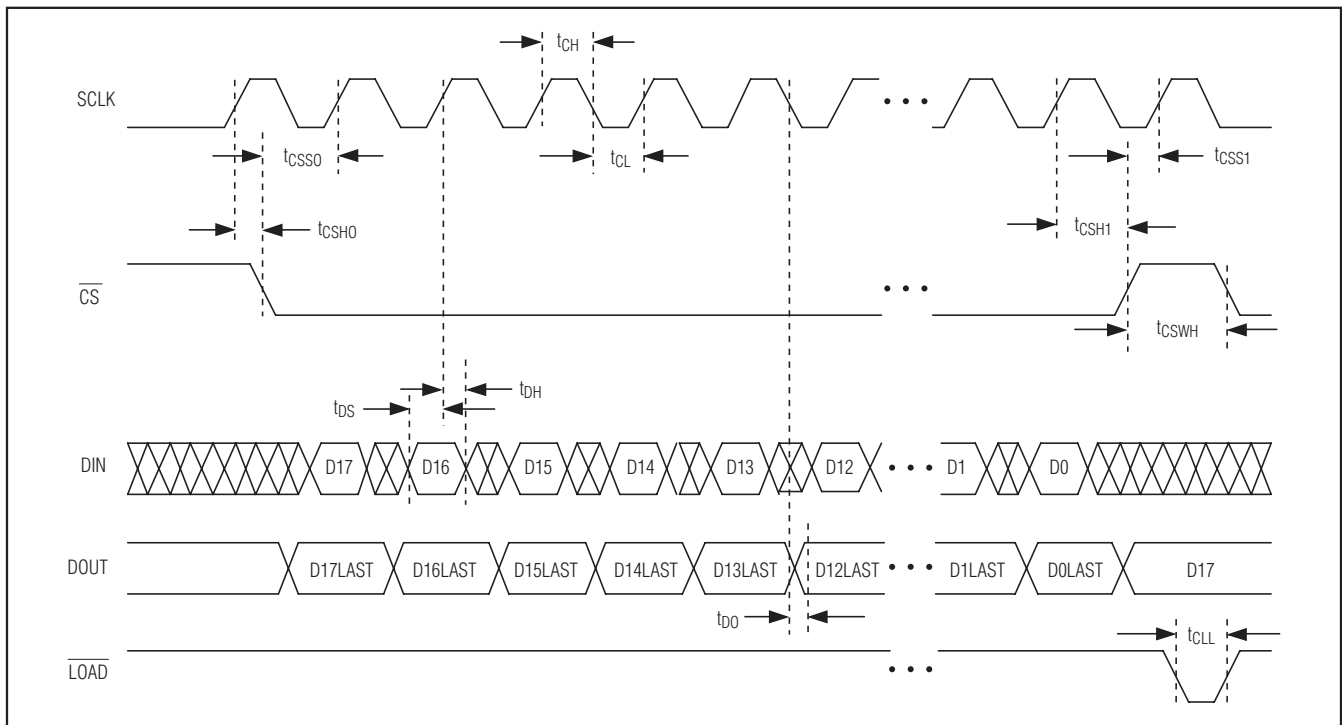 tCH
SCLK
tCSS0
tCL
tCSS1
tCSH0
tCSH1
CS
tCSWH
tDH
tDS
DIN D17 D16 D15 D14 D13 D12 D1 D0
DOUT D17LAST D16LAST D15LAST D14LAST D13LAST D12LAST D1LAST D0LAST D17
tDO
tCLL
LOAD